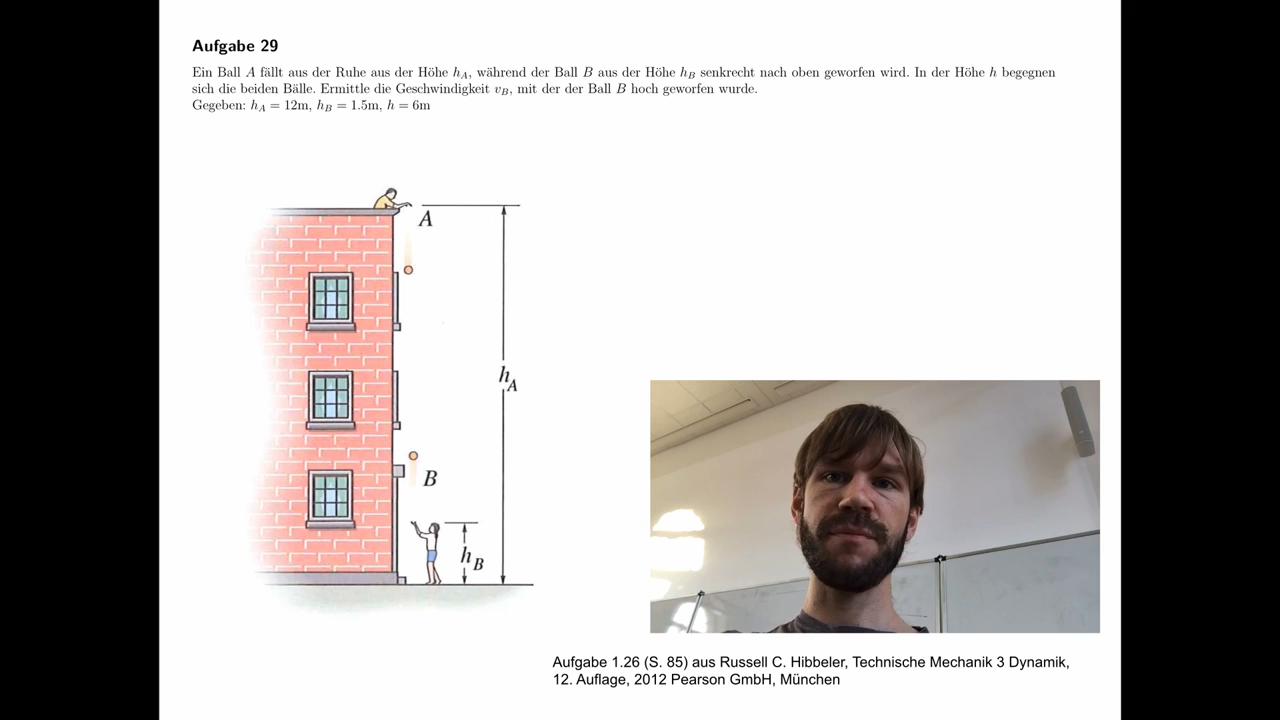 Aufgabe 29
Ein Ball A fällt aus der Ruhe aus der Höhe h_A, während der Ball B aus der Höhe h_B senkrecht nach oben geworfen wird. In der Höhe h begegnen
sich die beiden Bälle. Ermittle die Geschwindigkeit v_B, mit der der Ball B hoch geworfen wurde.
Gegeben: h_A = 12m, h_B = 1.5m, h = 6m
A
h_A
B
h_B
Aufgabe 1.26 (S. 85) aus Russell C. Hibbeler, Technische Mechanik 3 Dynamik,
12. Auflage, 2012 Pearson GmbH, München